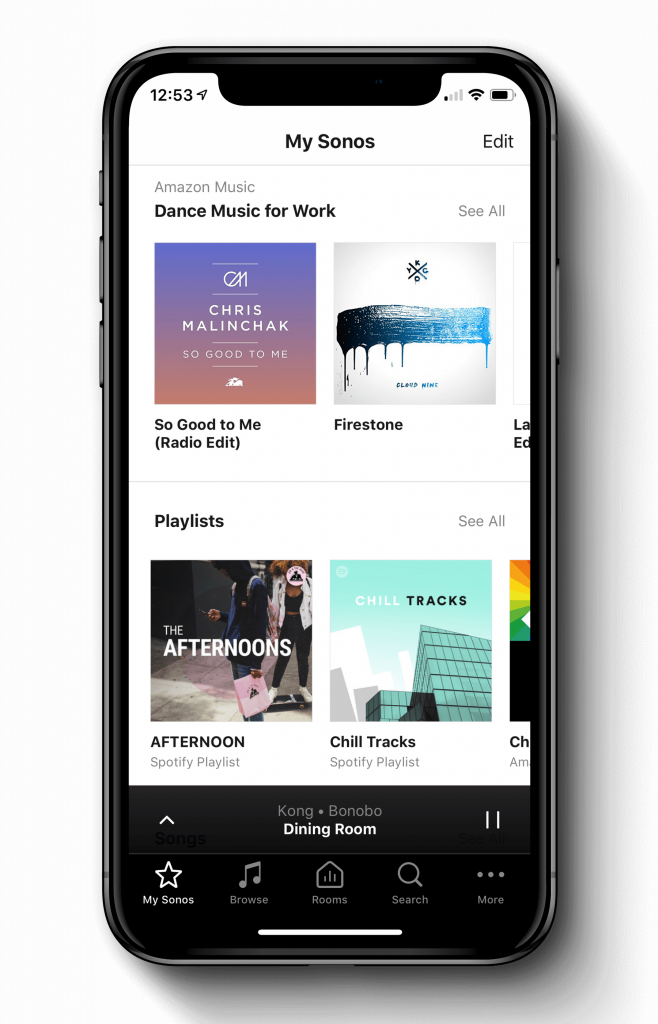 12:53
My Sonos
Edit
Amazon Music
Dance Music for Work
See All
CM
CHRIS
MALINCHAK
SO GOOD TO ME
K
Y G
D
CLOUD NINE
So Good to Me
(Radio Edit)
Firestone
La
Ed
Playlists
See All
THE
AFTERNOONS
CHILL TRACKS
AFTERNOON
Spotify Playlist
Chill Tracks
Spotify Playlist
Ch
Am
Kong • Bonobo
Dining Room
Songs
See All
My Sonos
Browse
Rooms
Search
More